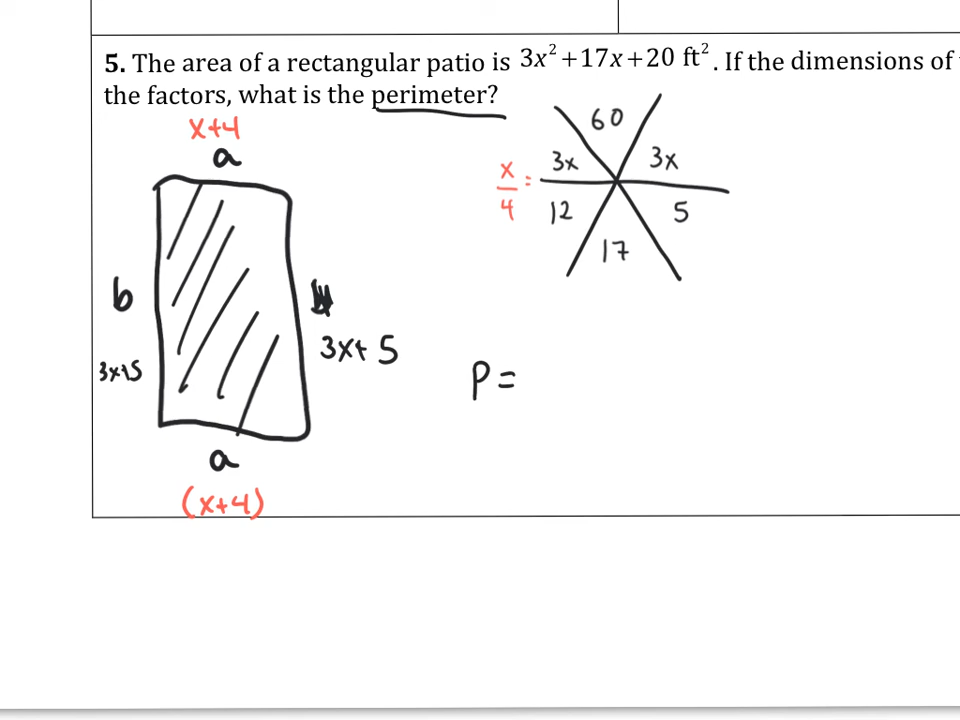 5. The area of a rectangular patio is 3x² +17x+20 ft². If the dimensions of
the factors, what is the perimeter?
x+4
a
60
3x 3x
x/4 =
12 5
17
b
3x+5
3x+5
P =
a
(x+4)